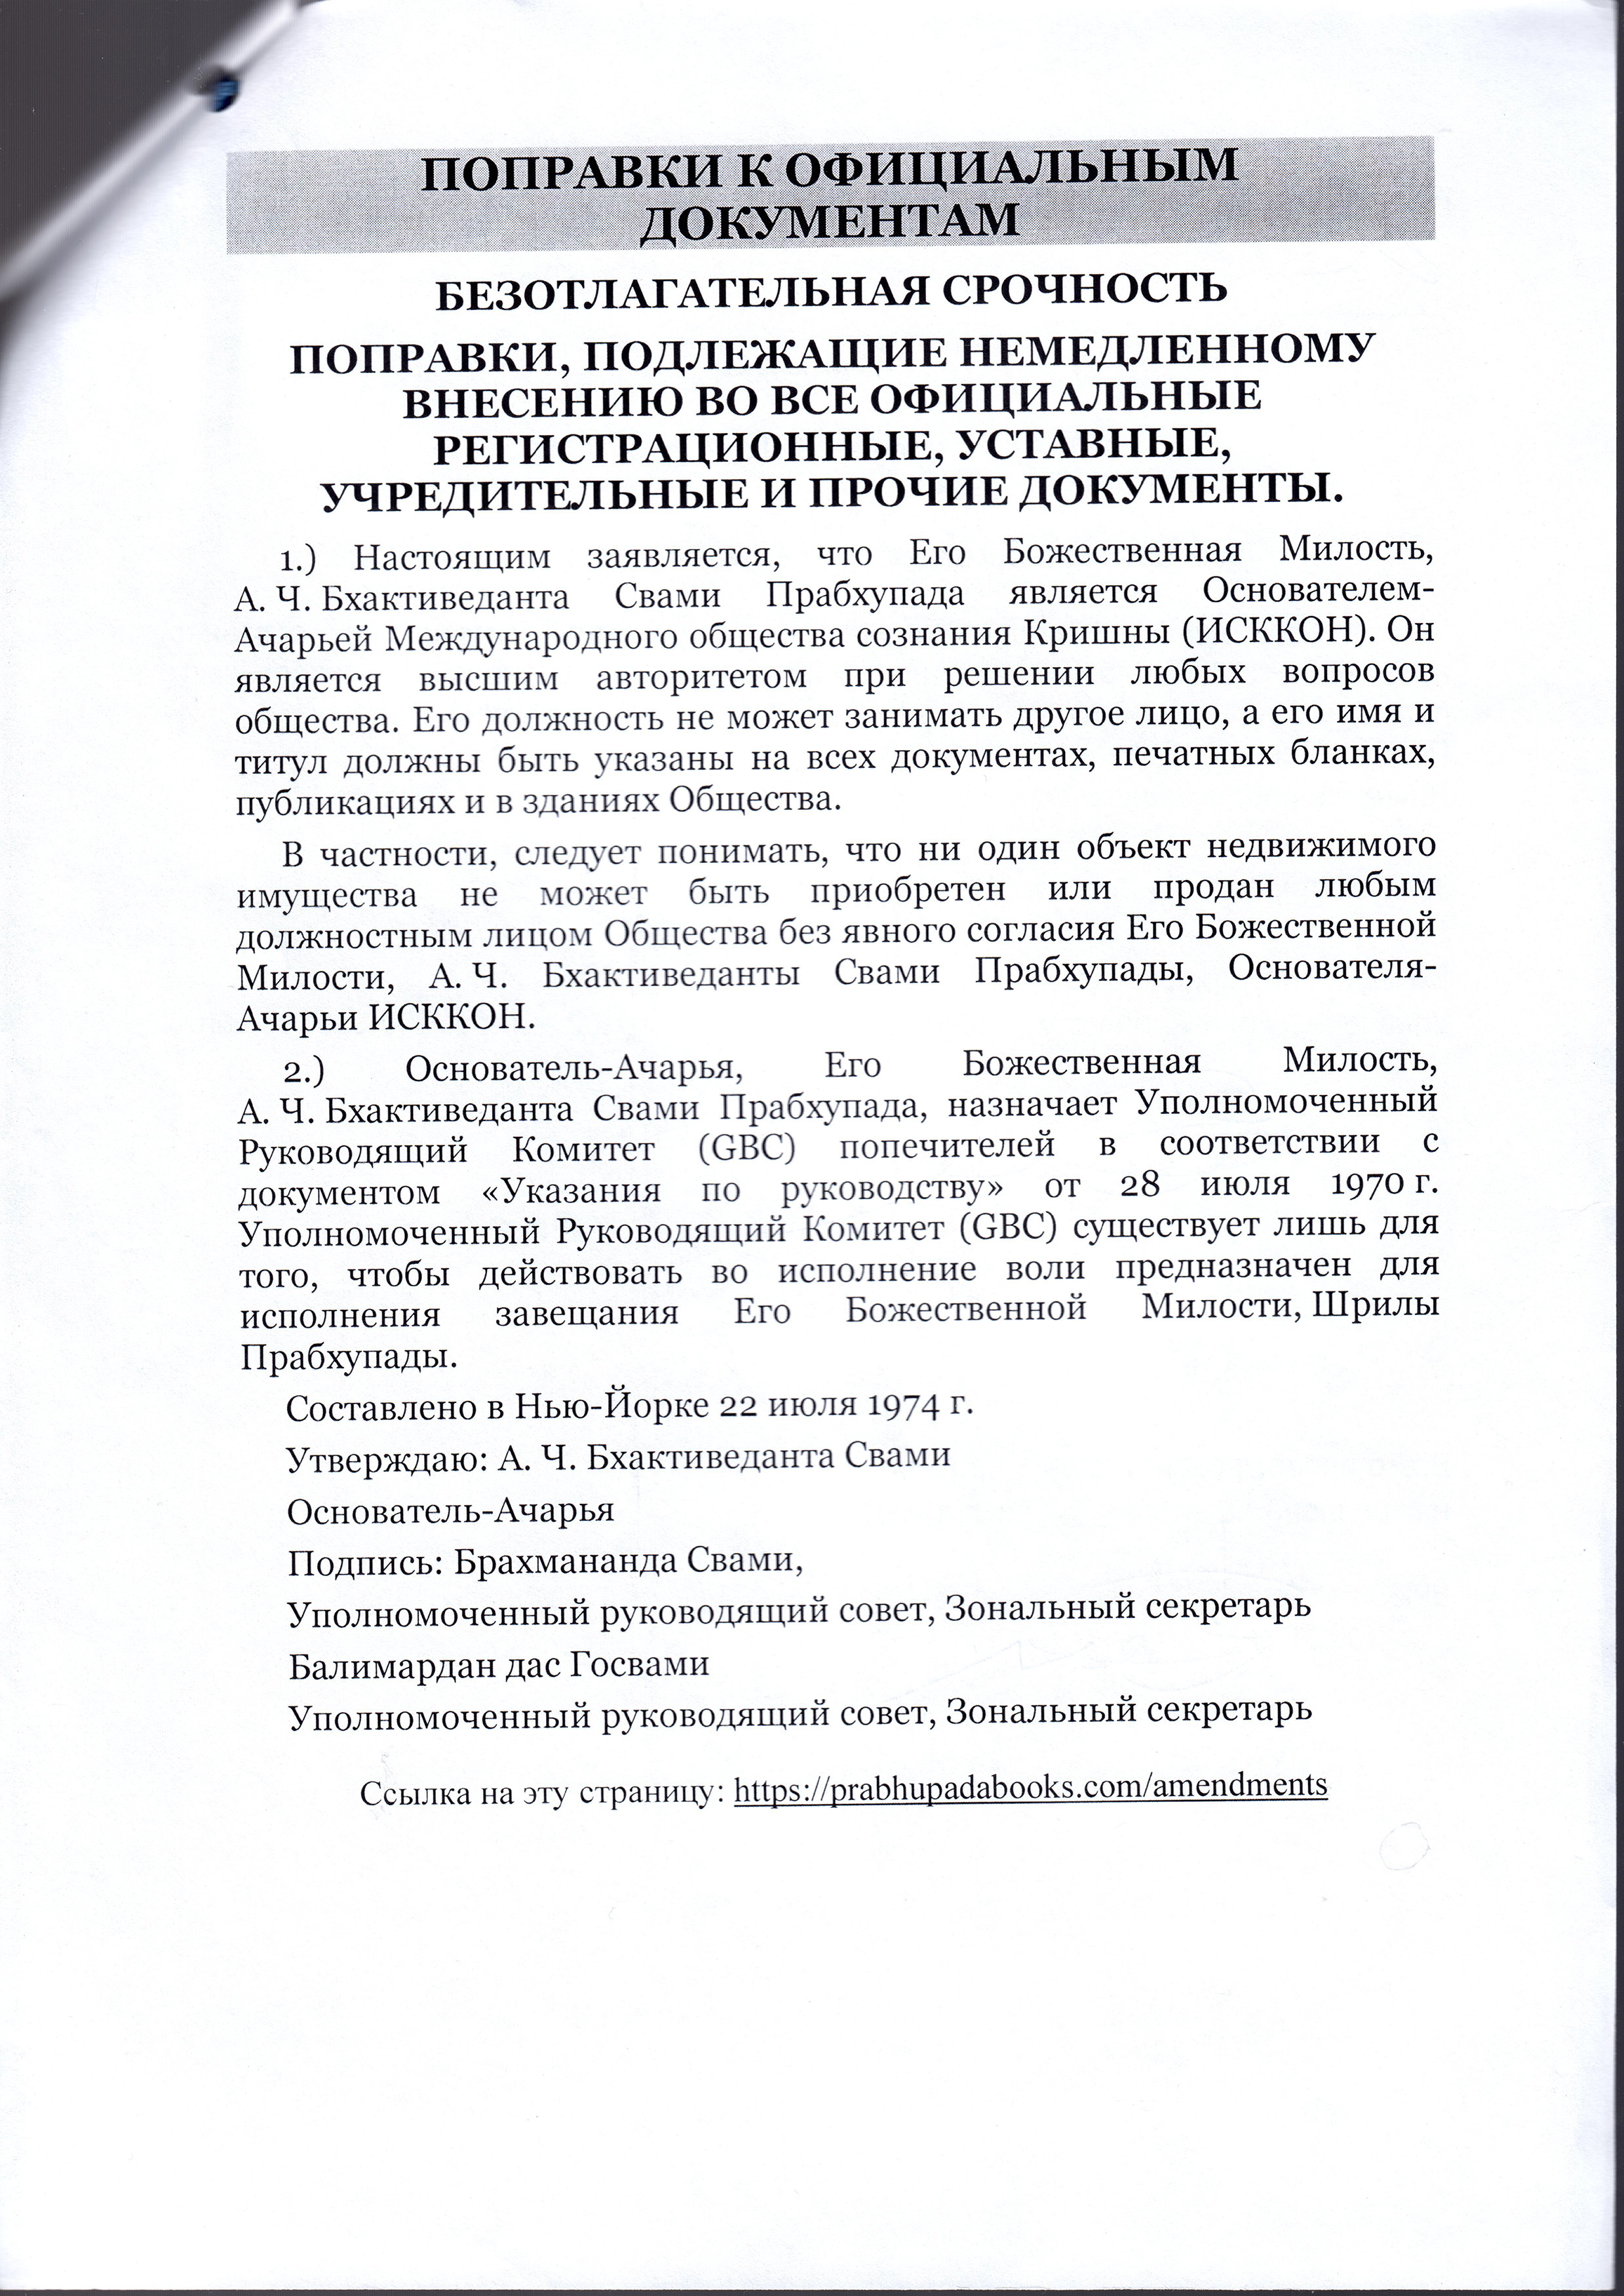 ПОПРАВКИ К ОФИЦИАЛЬНЫМ
ДОКУМЕНТАМ
БЕЗОТЛАГАТЕЛЬНАЯ СРОЧНОСТЬ
ПОПРАВКИ, ПОДЛЕЖАЩИЕ НЕМЕДЛЕННОМУ
ВНЕСЕНИЮ ВО ВСЕ ОФИЦИАЛЬНЫЕ
РЕГИСТРАЦИОННЫЕ, УСТАВНЫЕ,
УЧРЕДИТЕЛЬНЫЕ И ПРОЧИЕ ДОКУМЕНТЫ.
1.) Настоящим заявляется, что Его Божественная Милость,
А. Ч. Бхактиведанта Свами Прабхупада является Основателем-
Ачарьей Международного общества сознания Кришны (ИСККОН). Он
является высшим авторитетом при решении любых вопросов
общества. Его должность не может занимать другое лицо, а его имя и
титул должны быть указаны на всех документах, печатных бланках,
публикациях и в зданиях Общества.
В частности, следует понимать, что ни один объект недвижимого
имущества не может быть приобретен или продан любым
должностным лицом Общества без явного согласия Его Божественной
Милости, А. Ч. Бхактиведанты Свами Прабхупады, Основателя-
Ачарьи ИСККОН.
2.) Основатель-Ачарья, Его Божественная Милость,
А. Ч. Бхактиведанта Свами Прабхупада, назначает Уполномоченный
Руководящий Комитет (GBC) попечителей в соответствии с
документом «Указания по руководству» от 28 июля 1970 г.
Уполномоченный Руководящий Комитет (GBC) существует лишь для
того, чтобы действовать во исполнение воли предназначен для
исполнения завещания Его Божественной Милости, Шрилы
Прабхупады.
Составлено в Нью-Йорке 22 июля 1974 г.
Утверждаю: А. Ч. Бхактиведанта Свами
Основатель-Ачарья
Подпись: Брахмананда Свами,
Уполномоченный руководящий совет, Зональный секретарь
Балимардан дас Госвами
Уполномоченный руководящий совет, Зональный секретарь
Ссылка на эту страницу: https://prabhupadabooks.com/amendments